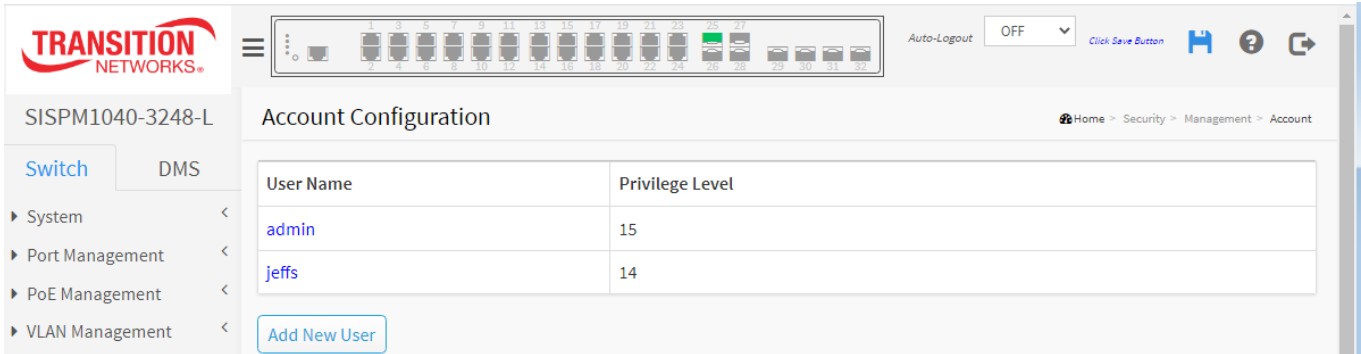 TRANSITION
NETWORKS®
1 3 5 7 9 11 13 15 17 19 21 23 25 27
2 4 6 8 10 12 14 16 18 20 22 24 26 28 29 30 31 32
Auto-Logout OFF Click Save Button
SISPM1040-3248-L
Account Configuration
Home > Security > Management > Account
Switch DMS
User Name Privilege Level
System
admin 15
Port Management
jeffs 14
PoE Management
VLAN Management
Add New User